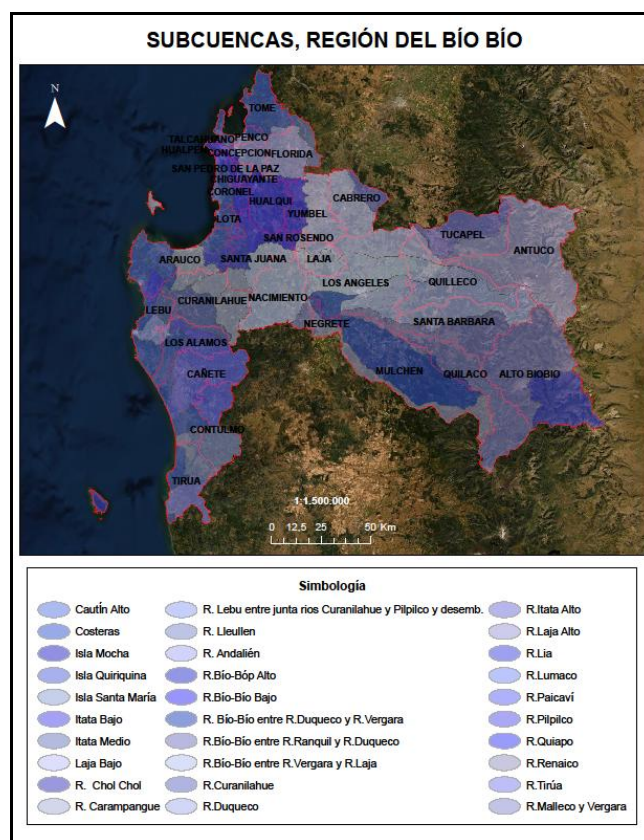 SUBCUENCAS, REGIÓN DEL BÍO BÍO
N
TOME
TALCAHUANO
PENCO
HUALPEN
CONCEPCION
FLORIDA
SAN PEDRO DE LA PAZ
CHIGUAYANTE
CORONEL
HUALQUI
CABRERO
LOTA
YUMBEL
TUCAPEL
SAN ROSENDO
ANTUCO
ARAUCO
SANTA JUANA
LAJA
LOS ANGELES
QUILLECO
CURANILAHUE
NACIMIENTO
LEBU
NEGRETE
SANTA BARBARA
LOS ALAMOS
CAÑETE
MULCHEN
QUILACO
ALTO BIOBIO
CONTULMO
TIRUA
1:1.500.000
0 12,5 25 50 Km
Simbología
Cautín Alto
Costeras
Isla Mocha
Isla Quiriquina
Isla Santa María
Itata Bajo
Itata Medio
Laja Bajo
R. Chol Chol
R. Carampangue
R. Lebu entre junta rios Curanilahue y Pilpilco y desemb.
R. Lleullen
R. Andalién
R.Bío-Bóp Alto
R.Bío-Bío Bajo
R. Bío-Bío entre R.Duqueco y R.Vergara
R.Bío-Bío entre R.Ranquil y R.Duqueco
R.Bío-Bío entre R.Vergara y R.Laja
R.Curanilahue
R.Duqueco
R.Itata Alto
R.Laja Alto
R.Lia
R.Lumaco
R.Paicaví
R.Pilpilco
R.Quiapo
R.Renaico
R.Tirúa
R.Malleco y Vergara